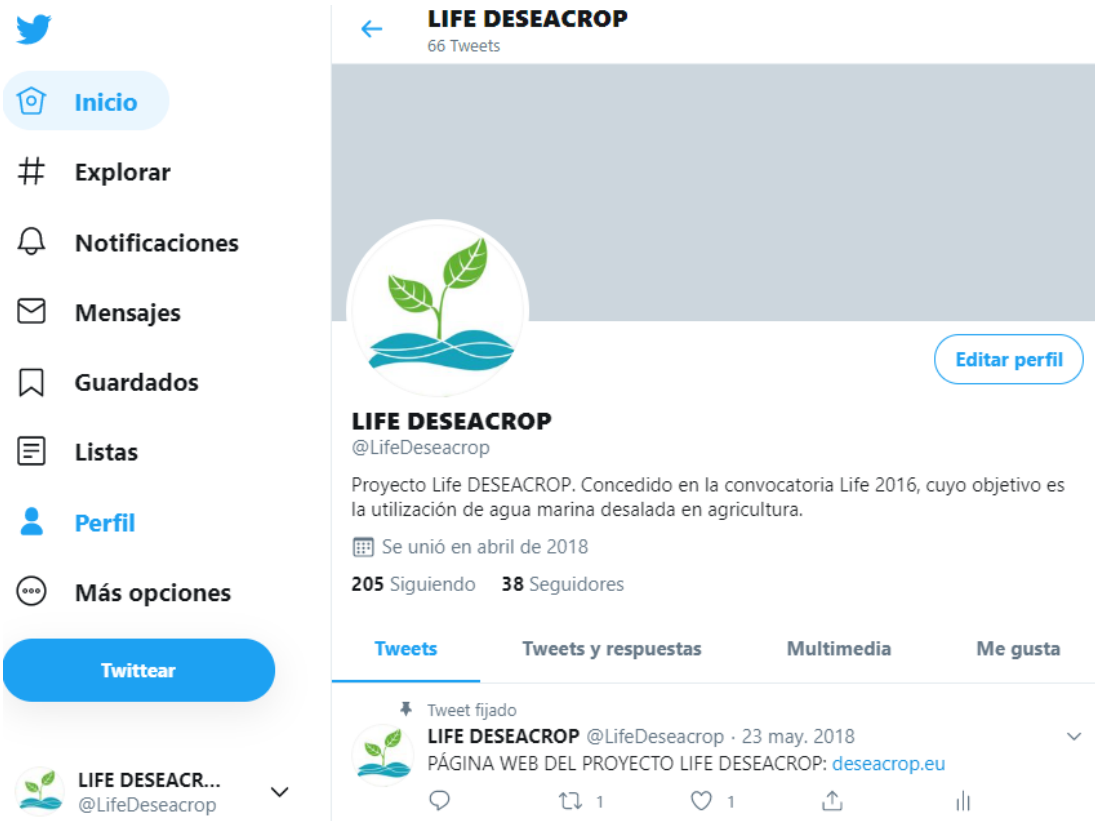 LIFE DESEACROP
66 Tweets
Inicio
Explorar
Notificaciones
Mensajes
Guardados
Listas
Perfil
Más opciones
Twittear
LIFE DESEACR...
@LifeDeseacrop
Editar perfil
LIFE DESEACROP
@LifeDeseacrop
Proyecto Life DESEACROP. Concedido en la convocatoria Life 2016, cuyo objetivo es
la utilización de agua marina desalada en agricultura.
Se unió en abril de 2018
205 Siguiendo 38 Seguidores
Tweets Tweets y respuestas Multimedia Me gusta
Tweet fijado
LIFE DESEACROP @LifeDeseacrop · 23 may. 2018
PÁGINA WEB DEL PROYECTO LIFE DESEACROP: deseacrop.eu
1 1